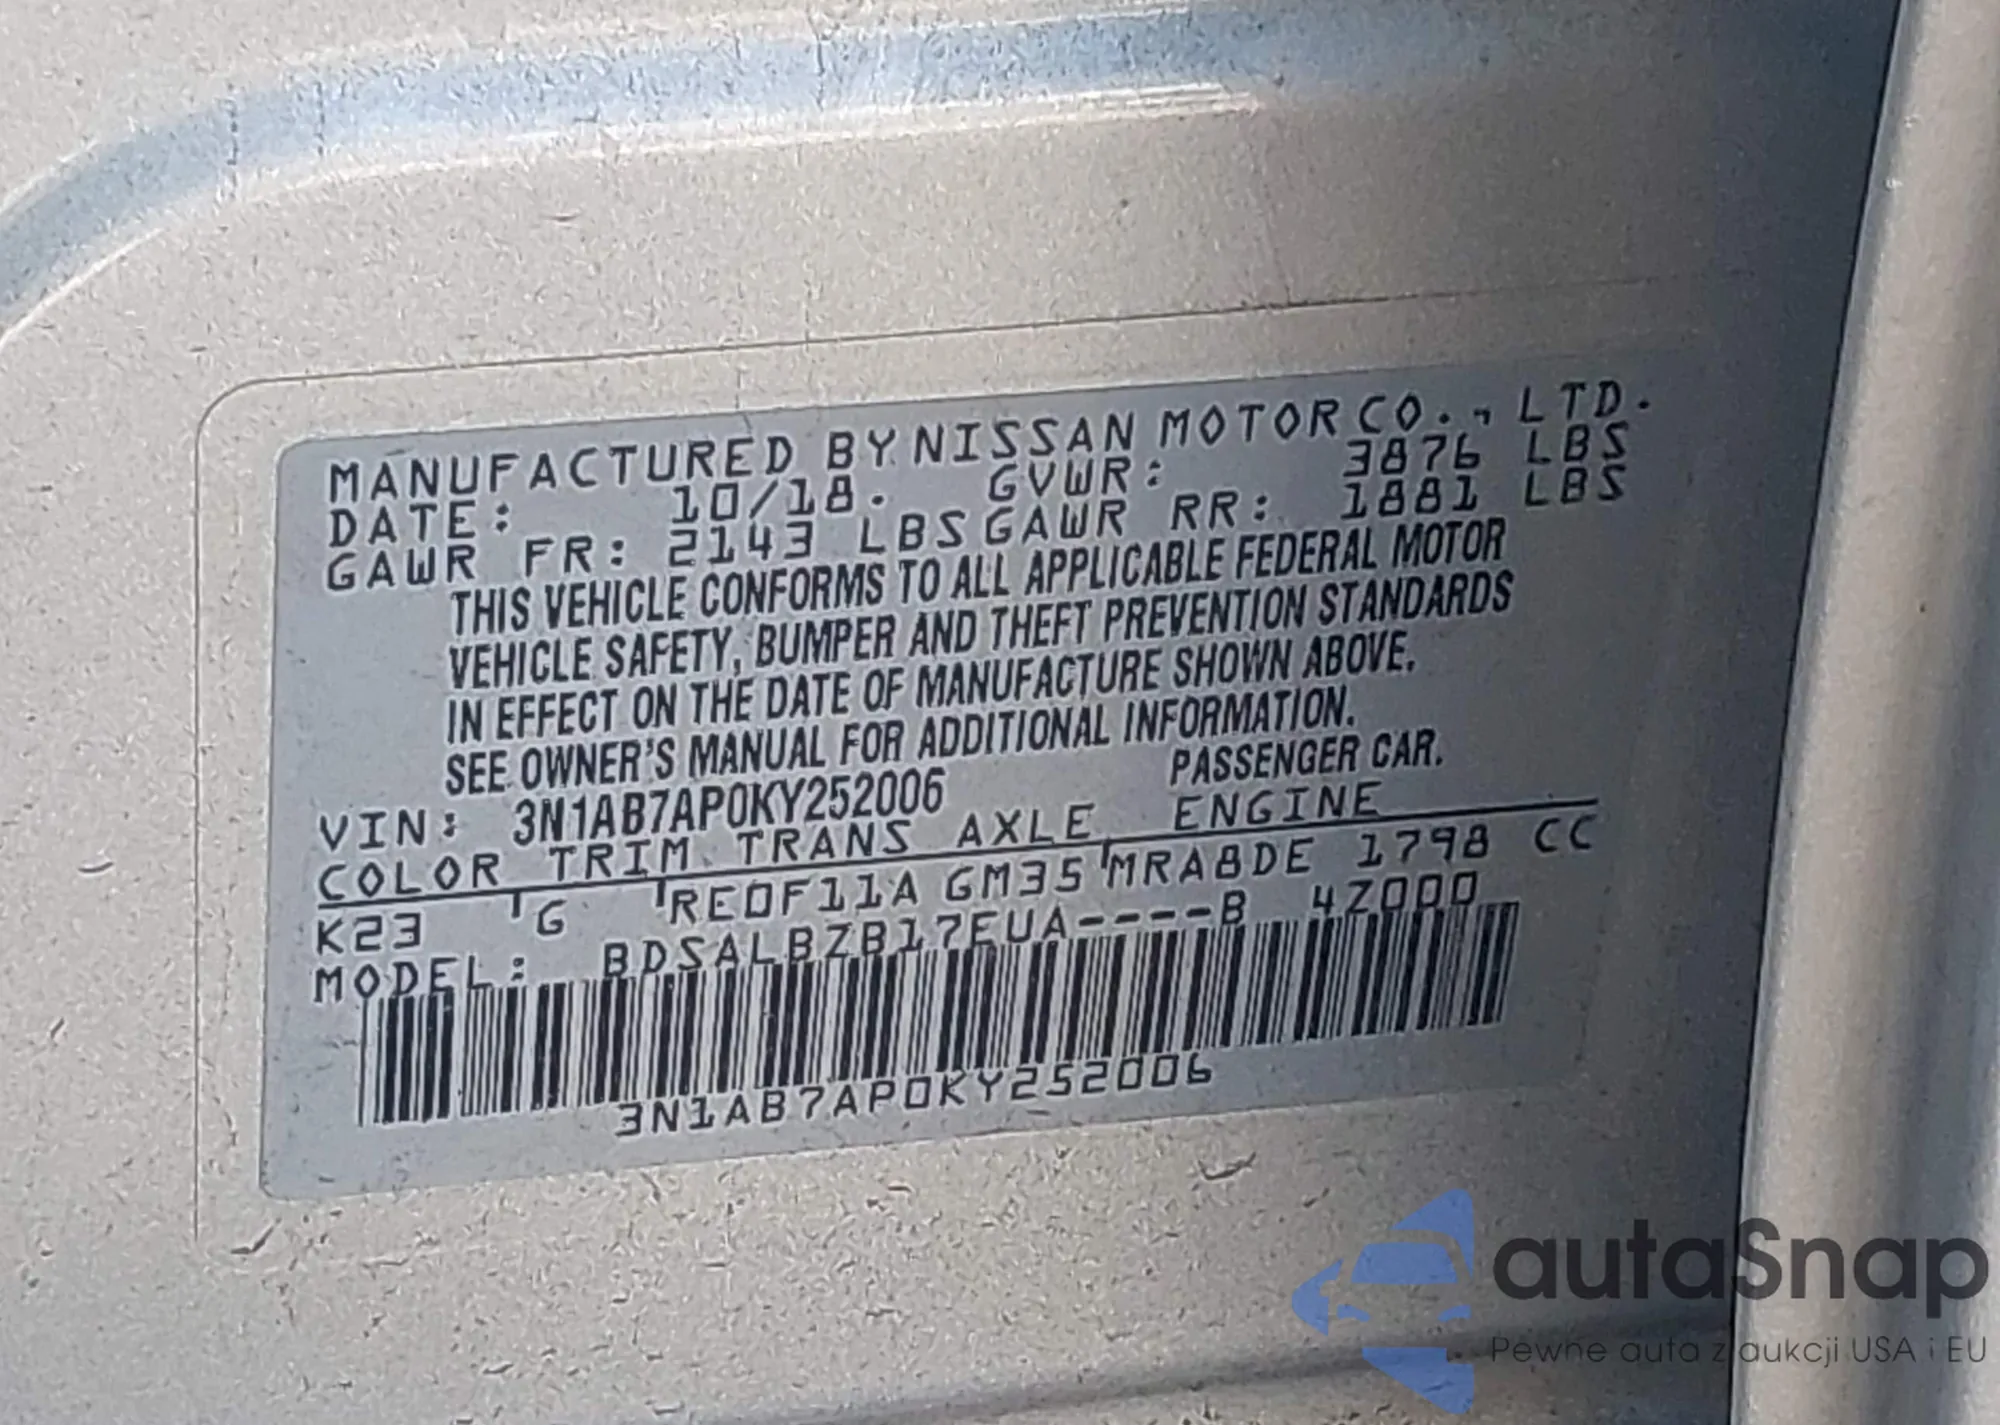 MANUFACTURED BY NISSAN MOTOR CO., LTD.
DATE: 10/18. GVWR: 3876 LBS
GAWR FR: 2143 LBS GAWR RR: 1881 LBS
THIS VEHICLE CONFORMS TO ALL APPLICABLE FEDERAL MOTOR
VEHICLE SAFETY, BUMPER AND THEFT PREVENTION STANDARDS
IN EFFECT ON THE DATE OF MANUFACTURE SHOWN ABOVE.
SEE OWNER'S MANUAL FOR ADDITIONAL INFORMATION.
VIN: 3N1AB7AP0KY252006 PASSENGER CAR.
COLOR TRIM TRANS AXLE ENGINE
K23 G RE0F11A GM35 MRA8DE 1798 CC
MODEL: BDSALBZB17EUA----B 4Z000
3N1AB7AP0KY252006
autaSnap
Pewne auta z aukcji USA i EU